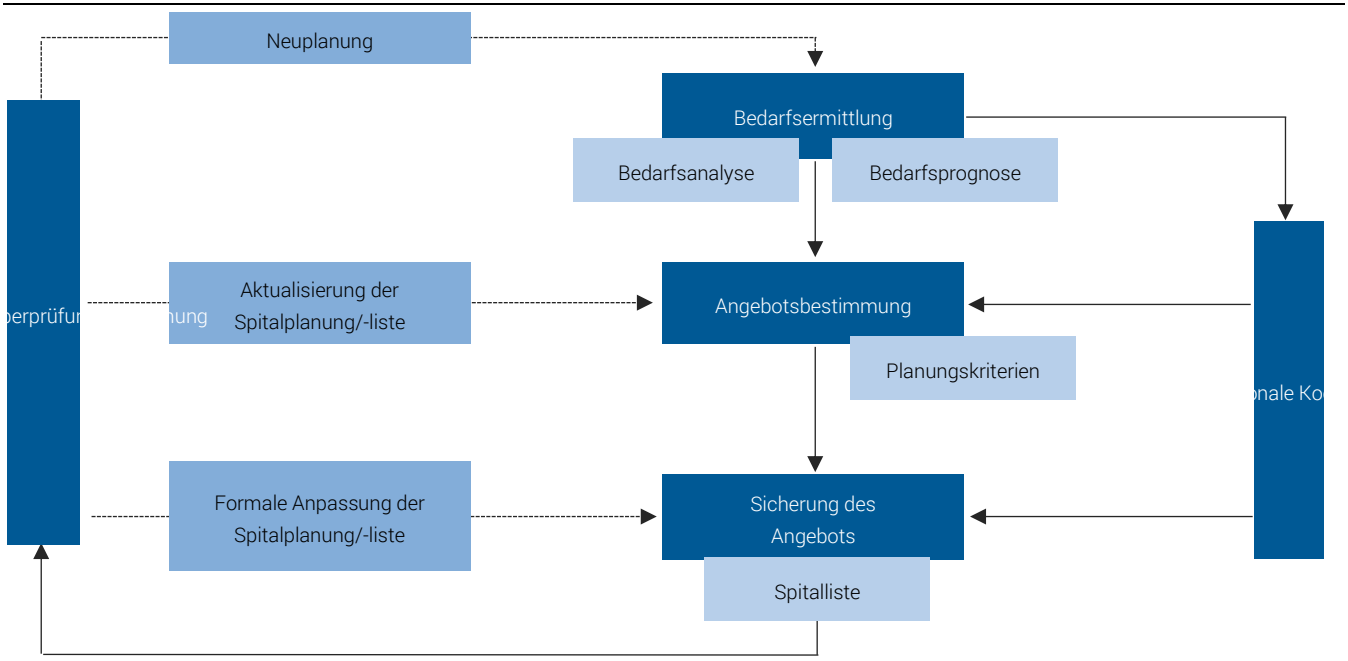 Neuplanung
Bedarfsermittlung
Bedarfsanalyse
Bedarfsprognose
Aktualisierung der
Spitalplanung/-liste
Angebotsbestimmung
Planungskriterien
Formale Anpassung der
Spitalplanung/-liste
Sicherung des
Angebots
Spitalliste